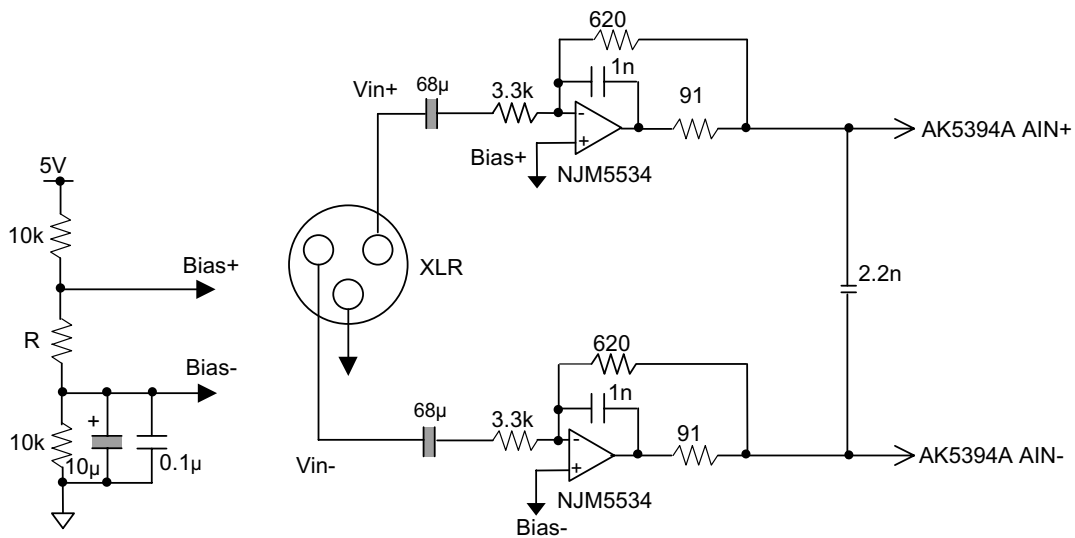 620
1n
Vin+
68µ
3.3k
91
-
+
AK5394A AIN+
Bias+
NJM5534
5V
10k
Bias+
XLR
2.2n
R
Bias-
620
1n
68µ
3.3k
91
+
10k
10µ
0.1µ
Vin-
-
+
AK5394A AIN-
NJM5534
Bias-